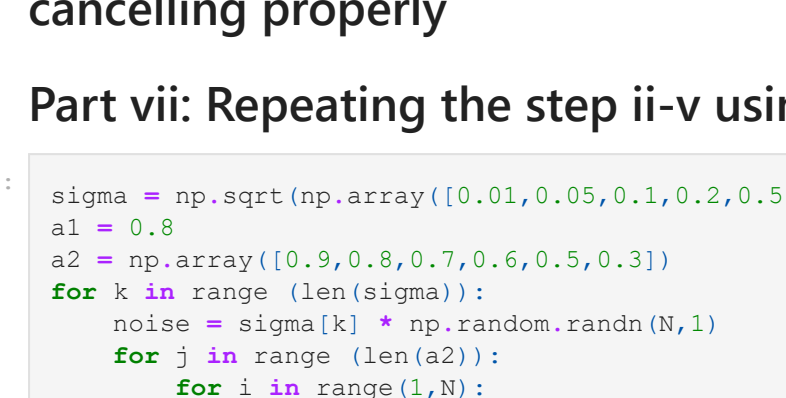 cancelling properly
Part vii: Repeating the step ii-v usin
:
sigma = np.sqrt(np.array([0.01,0.05,0.1,0.2,0.5
a1 = 0.8
a2 = np.array([0.9,0.8,0.7,0.6,0.5,0.3])
for k in range (len(sigma)):
    noise = sigma[k] * np.random.randn(N,1)
    for j in range (len(a2)):
        for i in range(1,N):